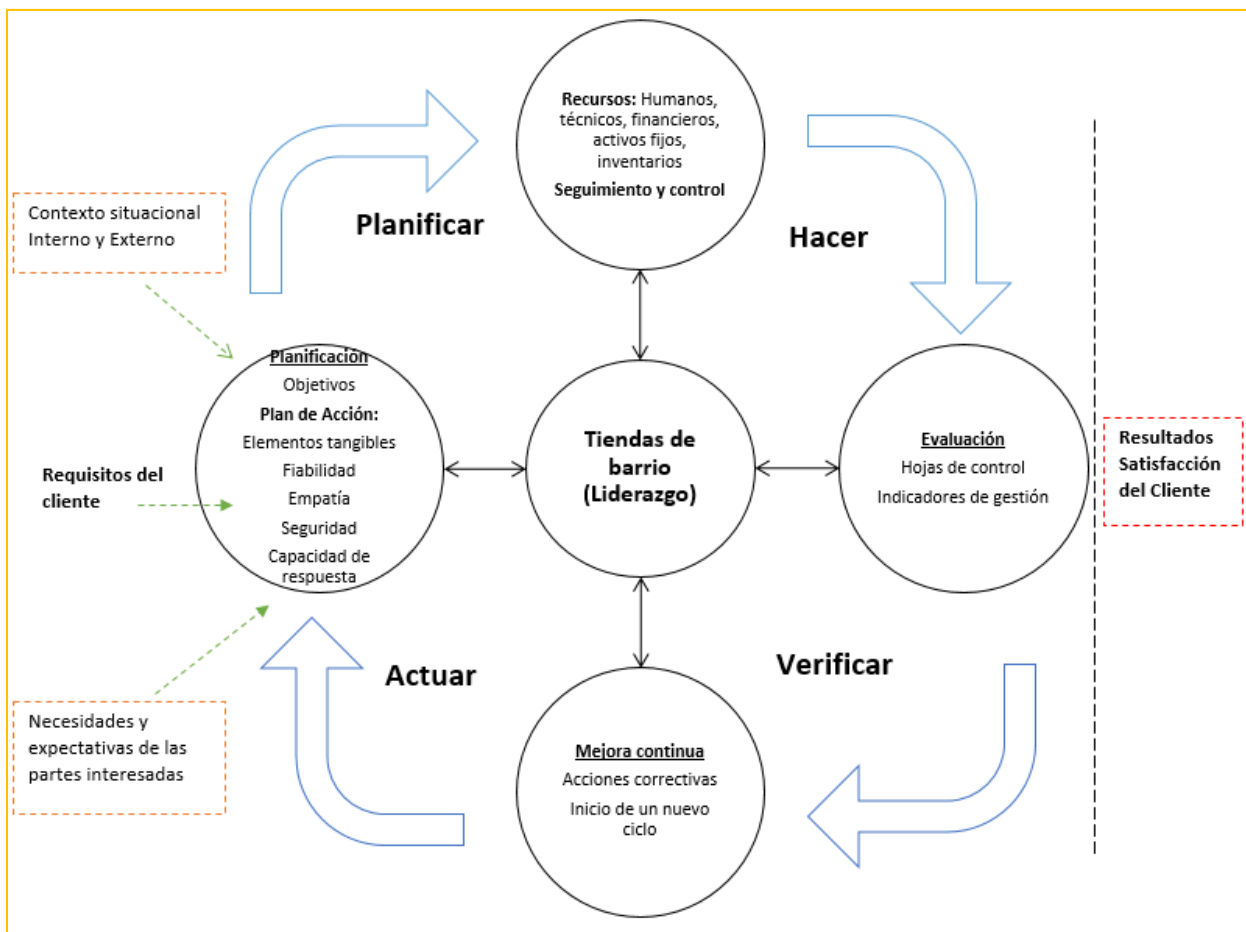 Recursos: Humanos,
técnicos, financieros,
activos fijos,
inventarios
Seguimiento y control
Planificar
Hacer
Contexto situacional
Interno y Externo
Planificación
Objetivos
Plan de Acción:
Elementos tangibles
Fiabilidad
Empatía
Seguridad
Capacidad de
respuesta
Requisitos del
cliente
Tiendas de
barrio
(Liderazgo)
Evaluación
Hojas de control
Indicadores de gestión
Resultados
Satisfacción
del Cliente
Actuar
Verificar
Necesidades y
expectativas de las
partes interesadas
Mejora continua
Acciones correctivas
Inicio de un nuevo
ciclo